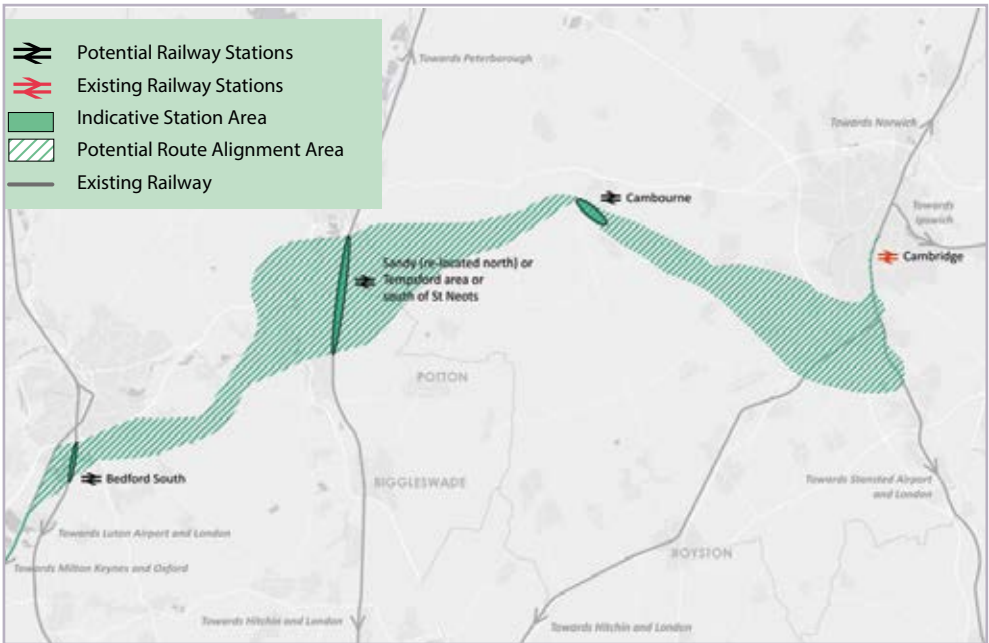 Potential Railway Stations
Existing Railway Stations
Indicative Station Area
Potential Route Alignment Area
Existing Railway
Towards Peterborough
Towards Norwich
Cambourne
Towards
Ipswich
Cambridge
Sandy (re-located north) or
Tempsford area or
south of St Neots
POTTON
Bedford South
BIGGLESWADE
Towards Stansted Airport
and London
Towards Luton Airport and London
ROYSTON
Towards Milton Keynes and Oxford
Towards Hitchin and London
Towards Hitchin and London